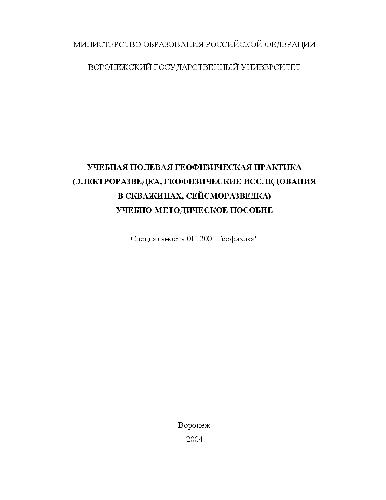 МИНИСТЕРСТВО ОБРАЗОВАНИЯ РОССИЙСКОЙ ФЕДЕРАЦИИ
ВОРОНЕЖСКИЙ ГОСУДАРСТВЕННЫЙ УНИВЕРСИТЕТ
УЧЕБНАЯ ПОЛЕВАЯ ГЕОФИЗИЧЕСКАЯ ПРАКТИКА
(ЭЛЕКТРОРАЗВЕДКА, ГЕОФИЗИЧЕСКИЕ ИССЛЕДОВАНИЯ
В СКВАЖИНАХ, СЕЙСМОРАЗВЕДКА)
УЧЕБНО-МЕТОДИЧЕСКОЕ ПОСОБИЕ
Специальность "Геофизика"
Воронеж
2004